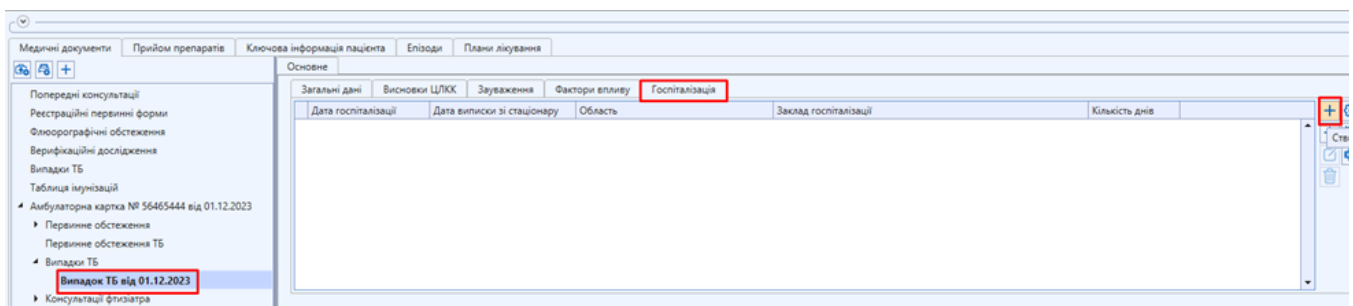 Медичні документи Прийом препаратів Ключова інформація пацієнта Епізоди Плани лікування
Основне
Загальні дані Висновки ЦЛКК Зауваження Фактори впливу Госпіталізація
Дата госпіталізації Дата виписки зі стаціонару Область Заклад госпіталізації Кількість днів
Попередні консультації
Реєстраційні первинні форми
Флюорографічні обстеження
Верифікаційні дослідження
Випадки ТБ
Таблиця імунізацій
Амбулаторна картка № 56465444 від 01.12.2023
Первинне обстеження
Первинне обстеження ТБ
Випадки ТБ
Випадок ТБ від 01.12.2023
Консультації фтизіатра